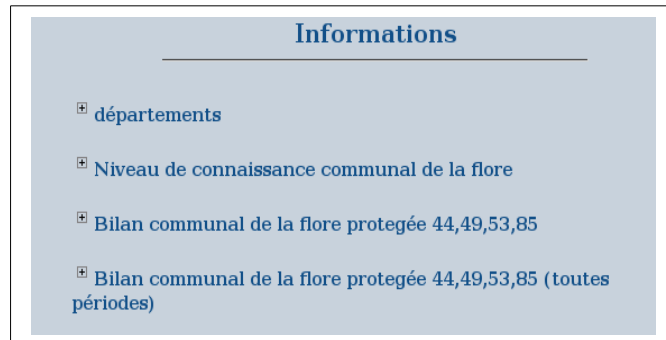 Informations
départements
Niveau de connaissance communal de la flore
Bilan communal de la flore protegée 44,49,53,85
Bilan communal de la flore protegée 44,49,53,85 (toutes
périodes)